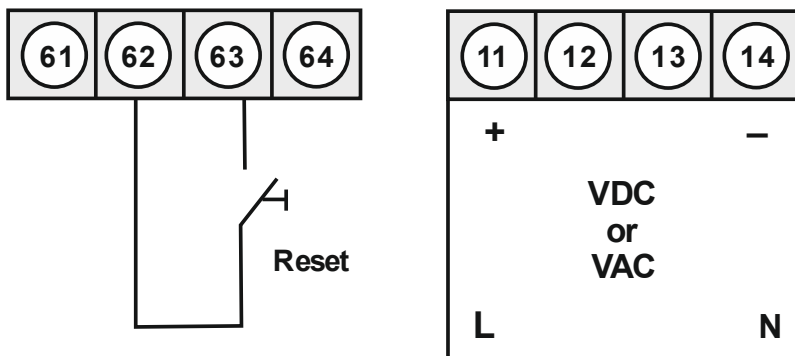 61 62 63 64
Reset
11 12 13 14
+ –
VDC
or
VAC
L N